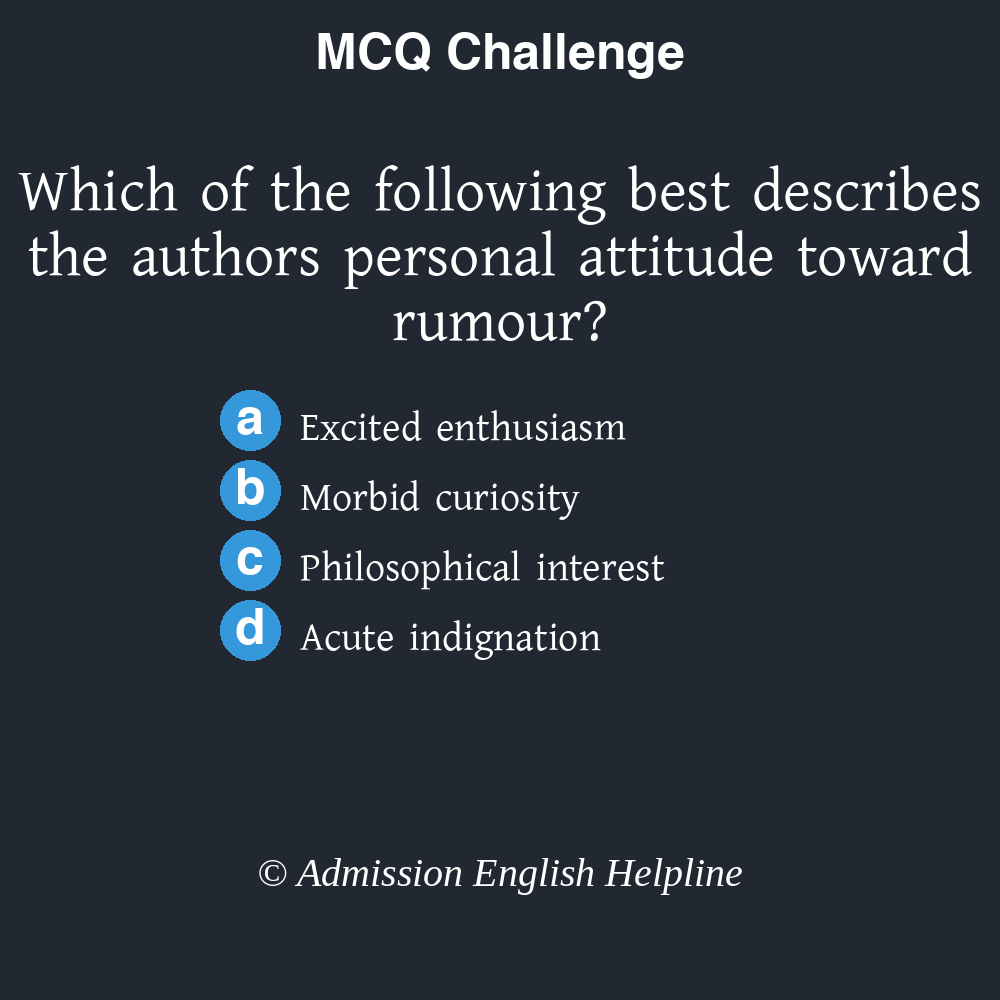 MCQ Challenge
Which of the following best describes
the authors personal attitude toward
rumour?
a Excited enthusiasm
b Morbid curiosity
c Philosophical interest
d Acute indignation
© Admission English Helpline